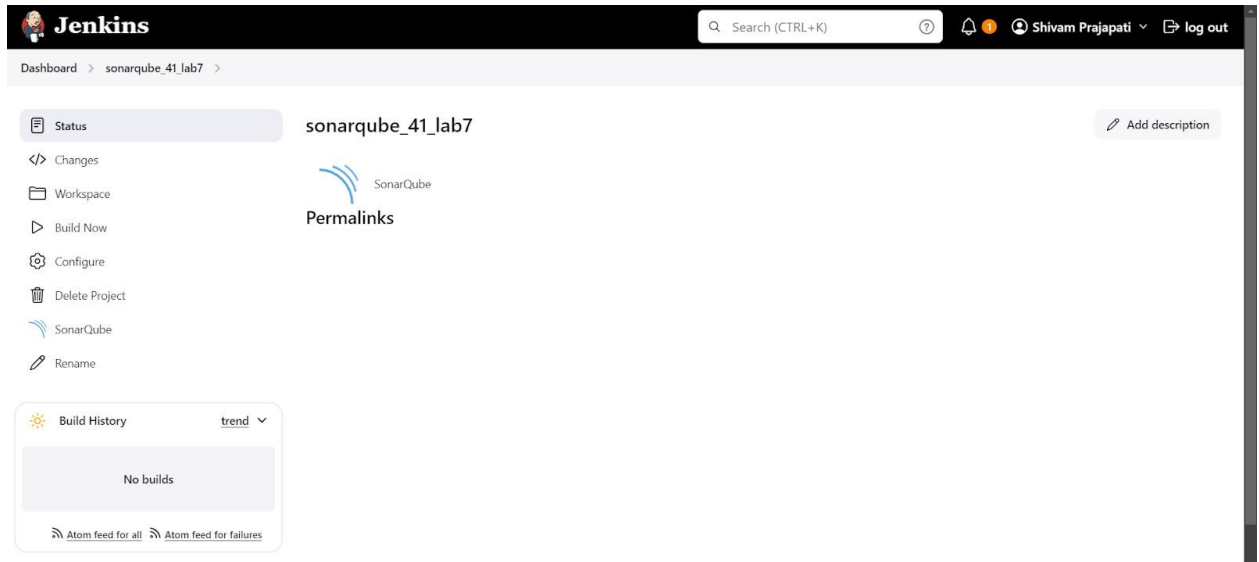 Jenkins
Search (CTRL+K)
?
1
Shivam Prajapati
log out
Dashboard > sonarqube_41_lab7 >
Status
Changes
Workspace
Build Now
Configure
Delete Project
SonarQube
Rename
Build History
trend
No builds
Atom feed for all Atom feed for failures
sonarqube_41_lab7
Add description
SonarQube
Permalinks